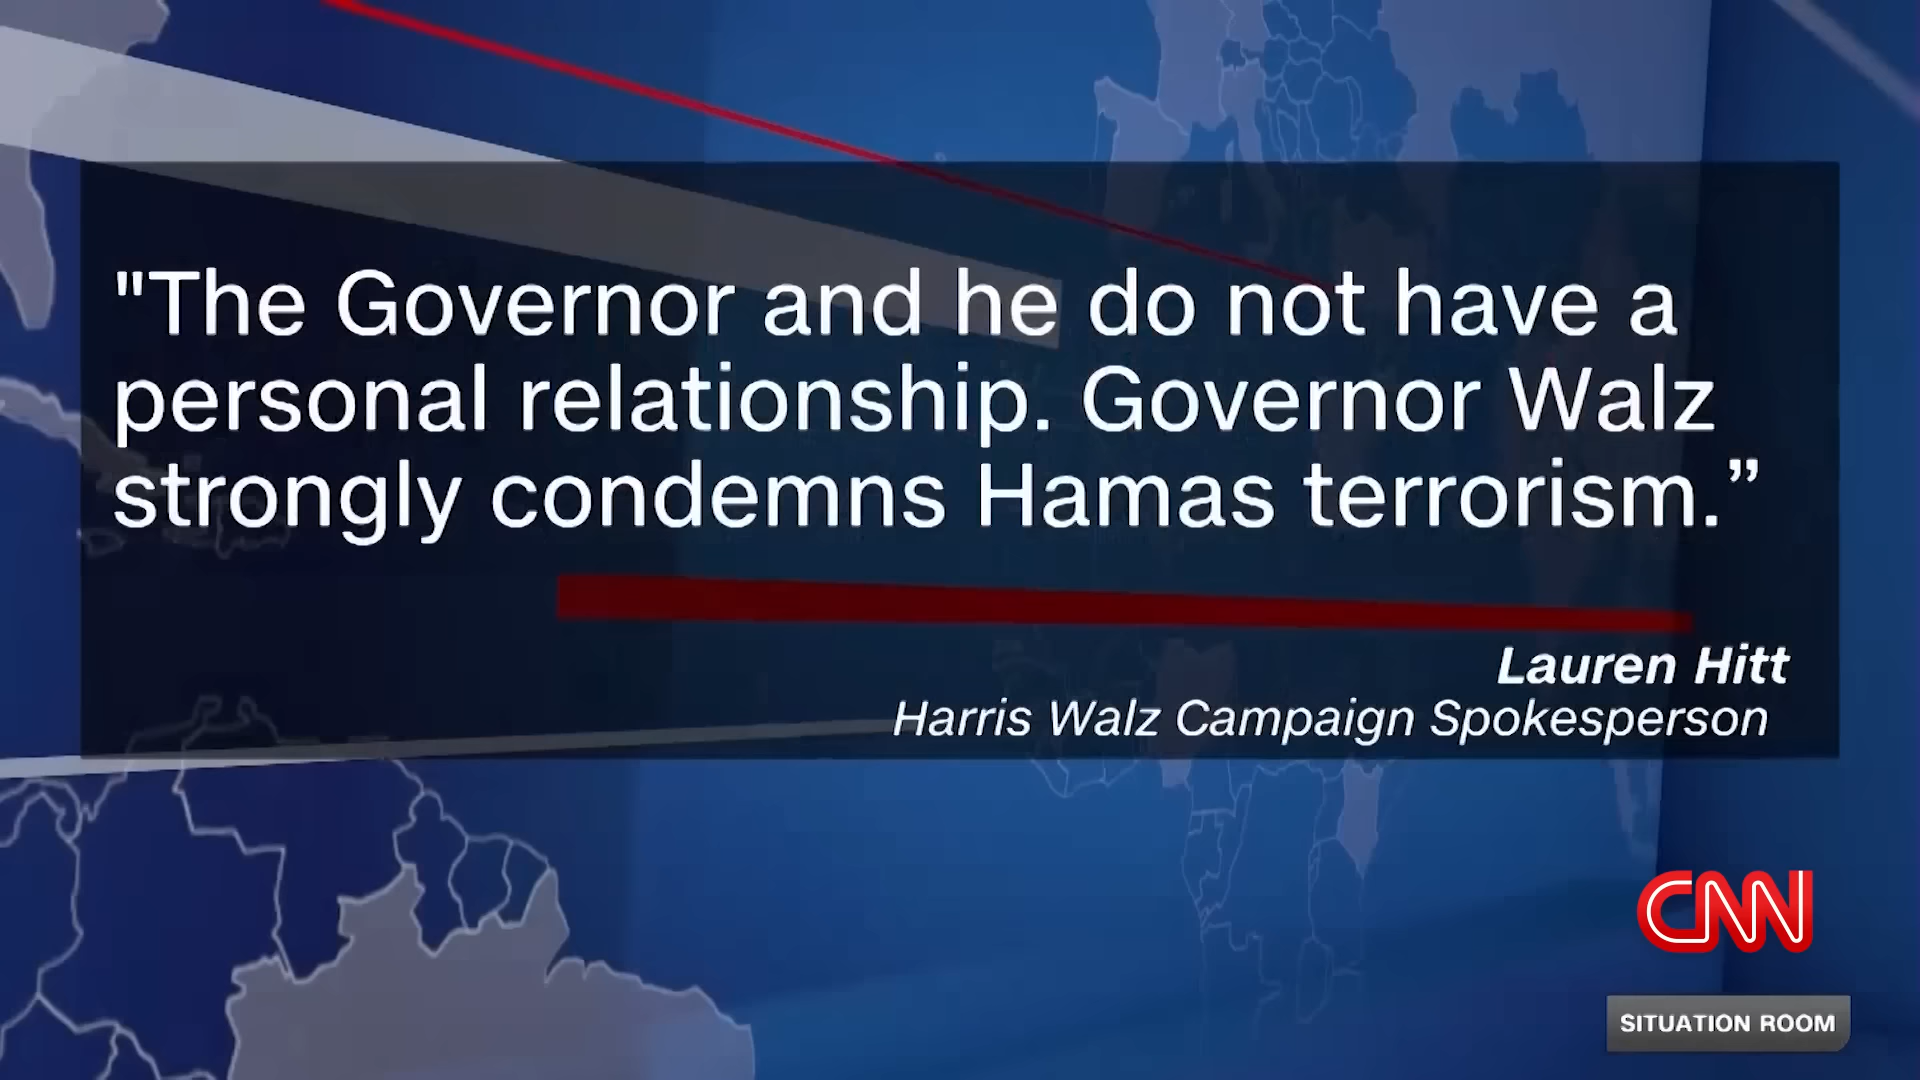 "The Governor and he do not have a
personal relationship. Governor Walz
strongly condemns Hamas terrorism.”
Lauren Hitt
Harris Walz Campaign Spokesperson
CNN
SITUATION ROOM